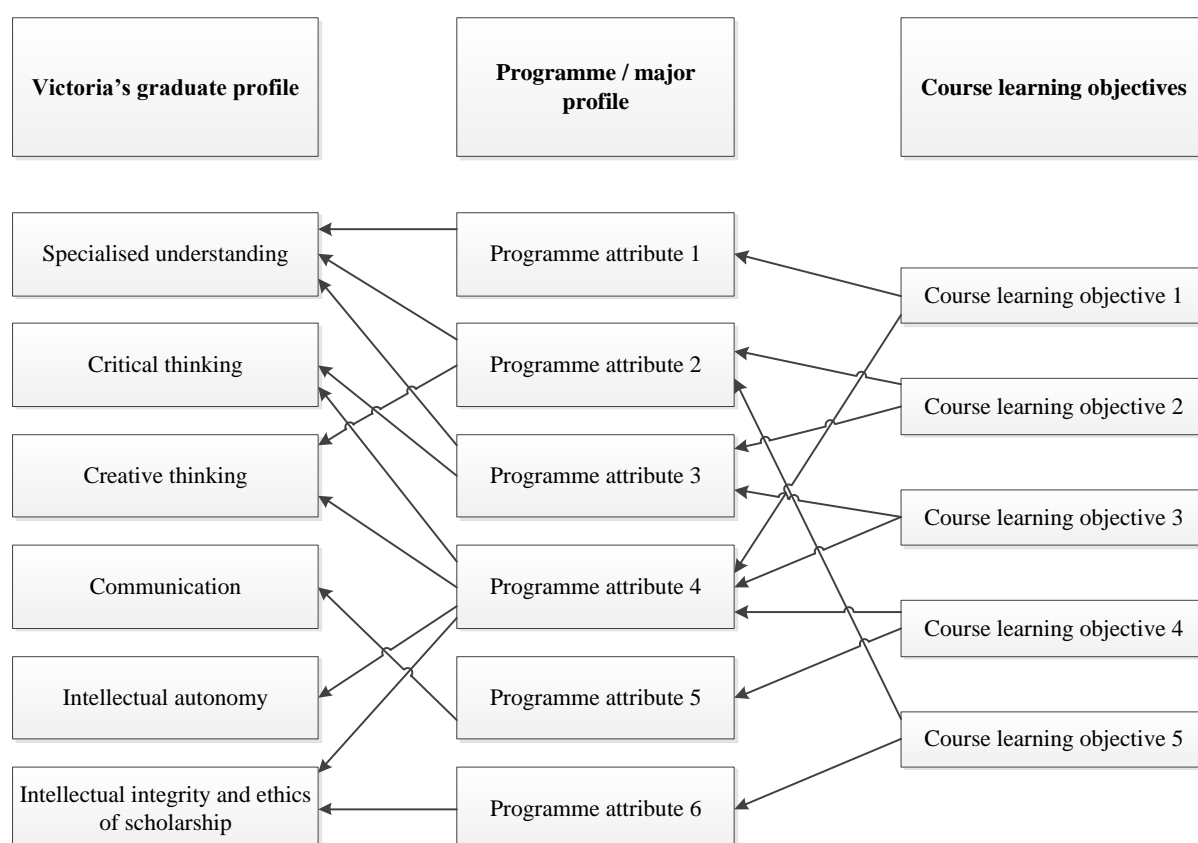 Victoria’s graduate profile
Programme / major
profile
Course learning objectives
Specialised understanding
Critical thinking
Creative thinking
Communication
Intellectual autonomy
Intellectual integrity and ethics
of scholarship
Programme attribute 1
Programme attribute 2
Programme attribute 3
Programme attribute 4
Programme attribute 5
Programme attribute 6
Course learning objective 1
Course learning objective 2
Course learning objective 3
Course learning objective 4
Course learning objective 5